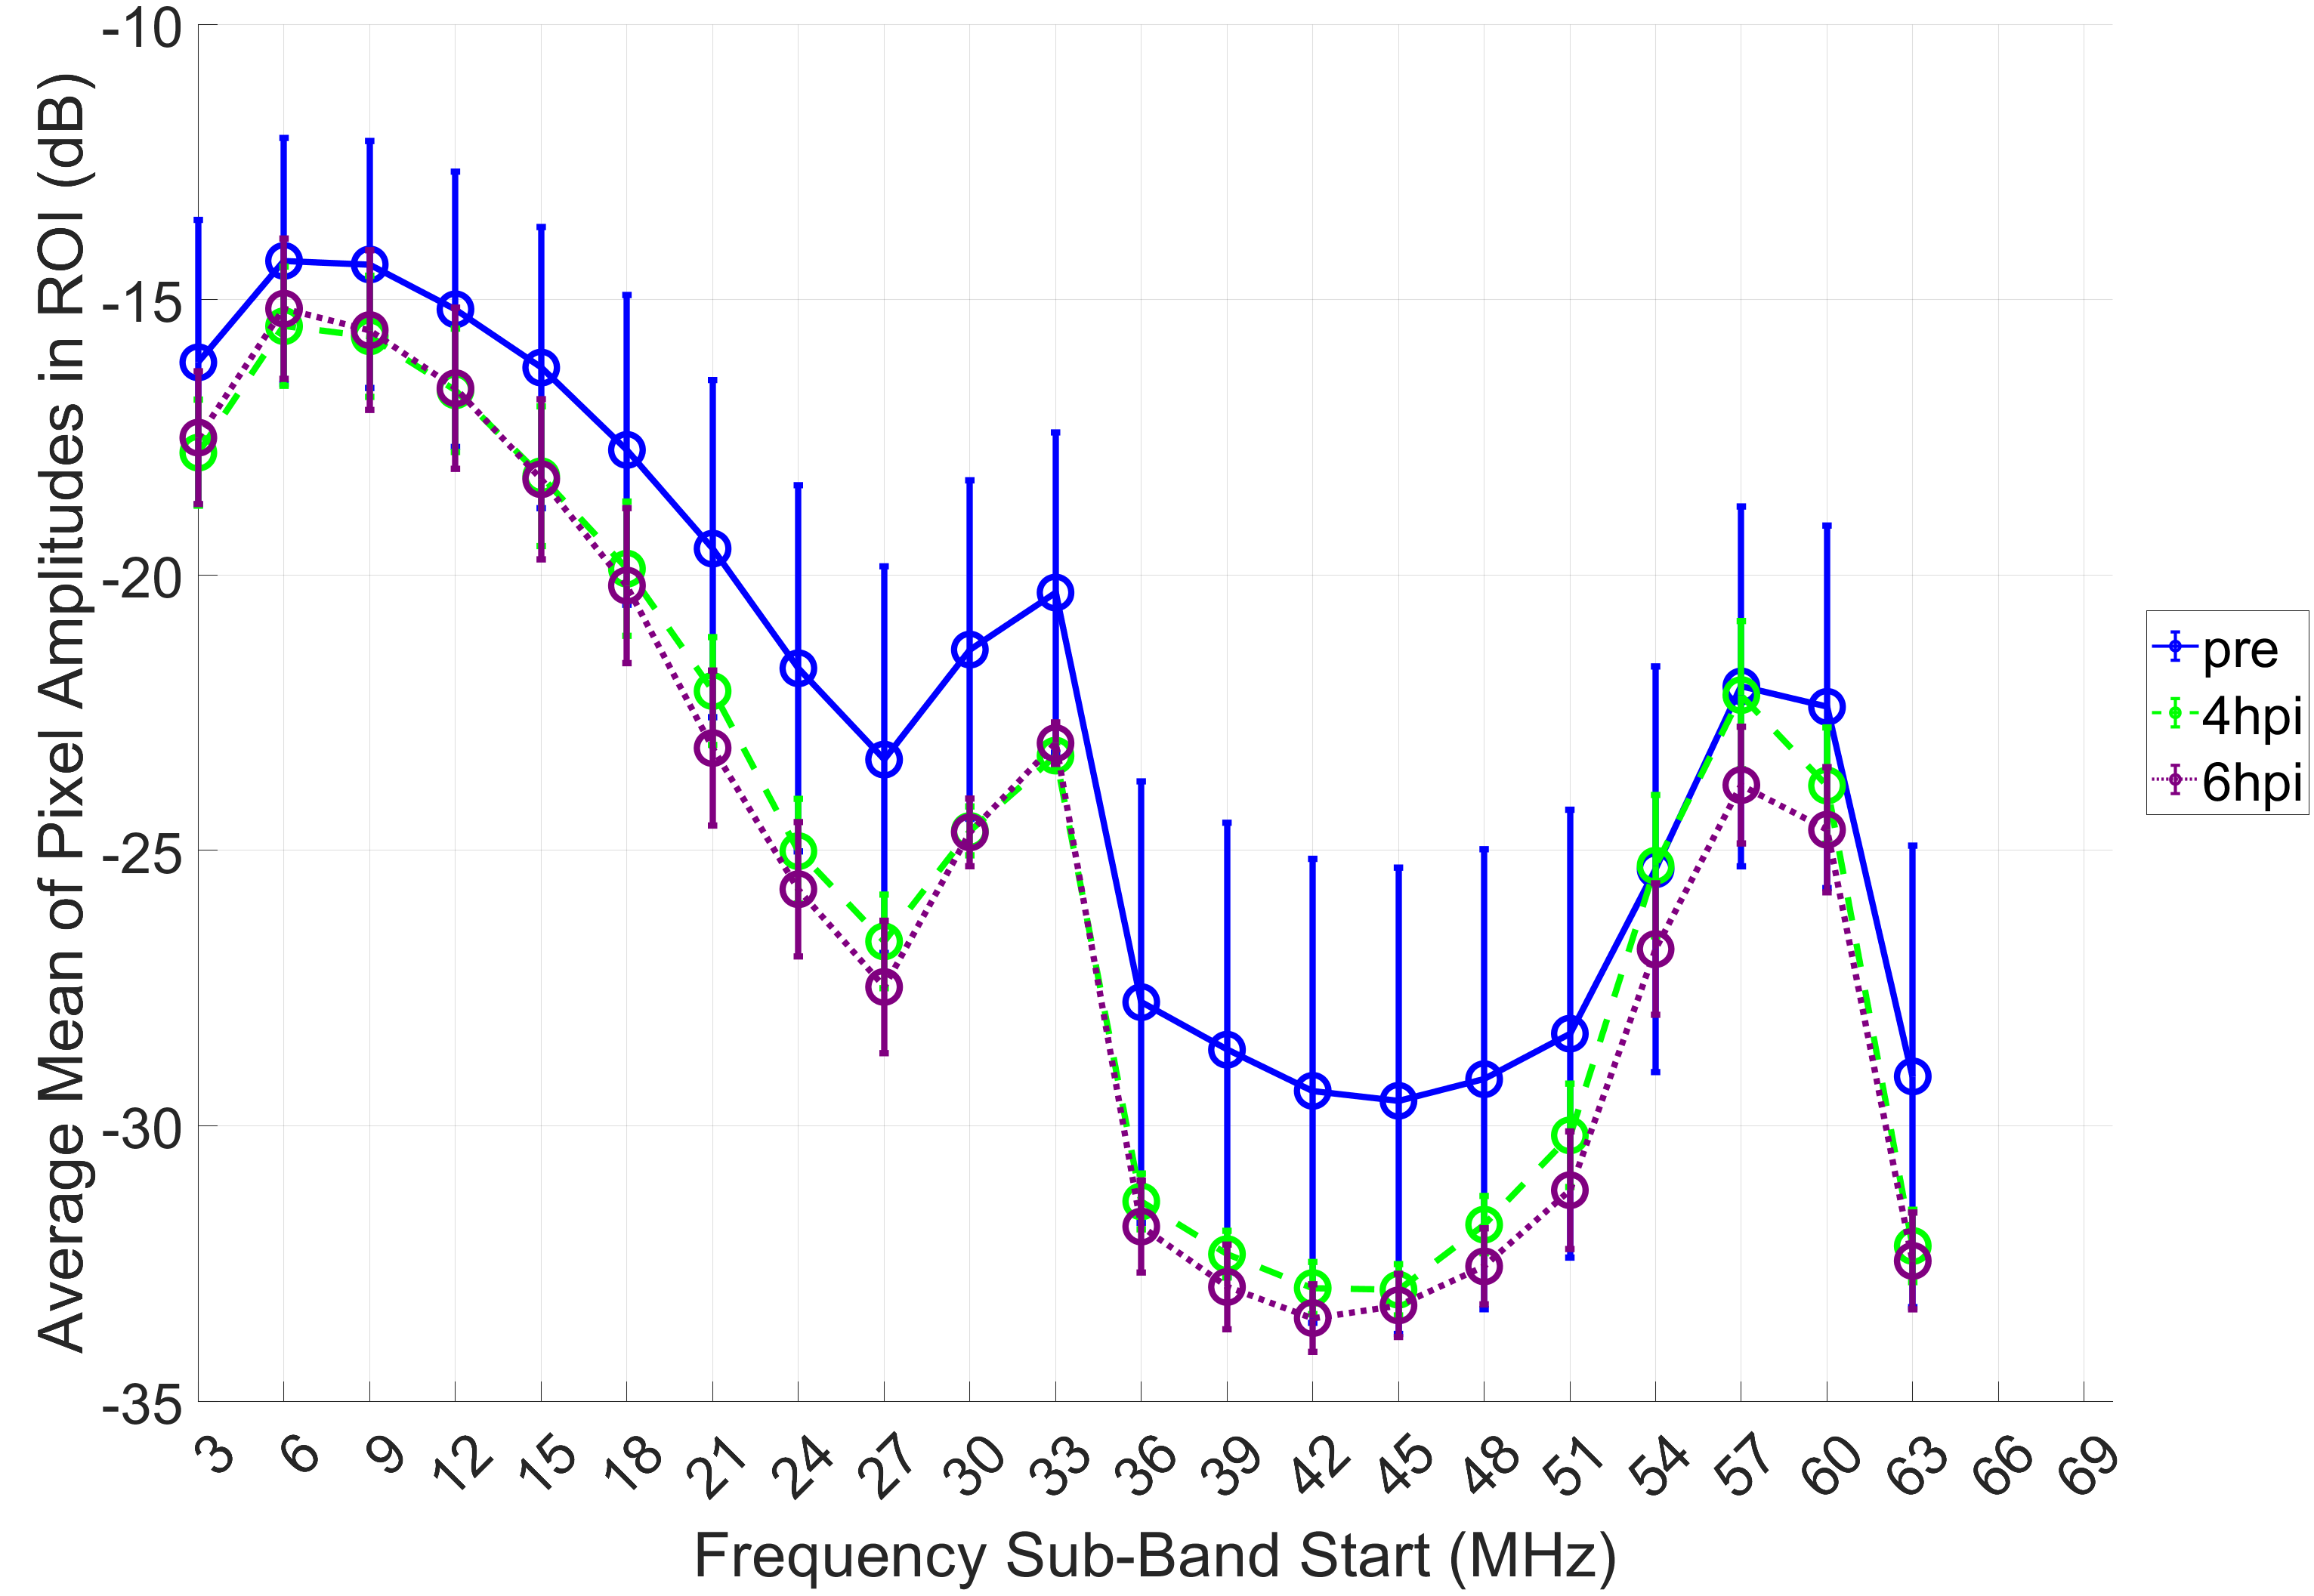 Average Mean of Pixel Amplitudes in ROI (dB)
-10
-15
-20
-25
-30
-35
3 6 9 12 15 18 21 24 27 30 33 36 39 42 45 48 51 54 57 60 63 66 69
Frequency Sub-Band Start (MHz)
pre
4hpi
6hpi